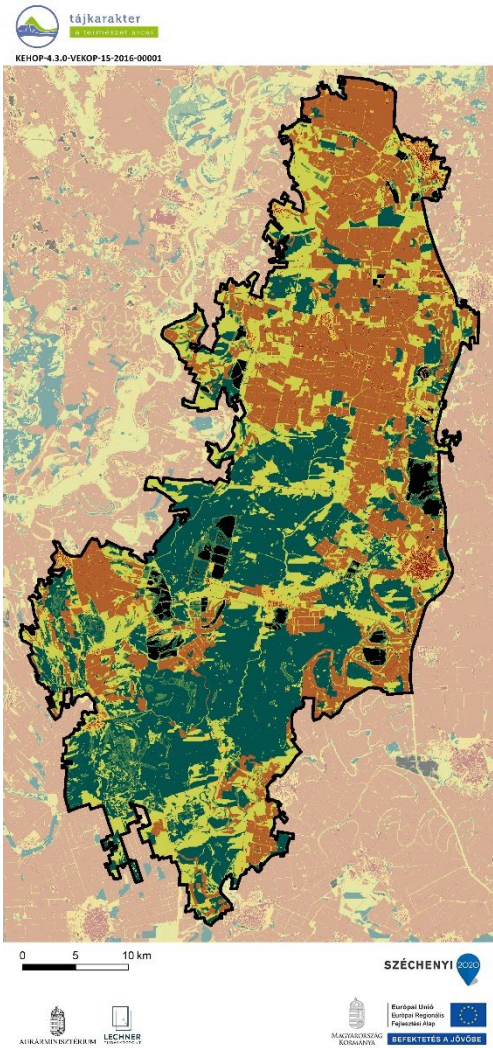 tájkarakter
a természet arcai
KEHOP-4.3.0-VEKOP-15-2016-00001
0 5 10 km
SZÉCHENYI 2020
AGRÁRMINISZTÉRIUM
LECHNER
MAGYARORSZÁG
KORMÁNYA
Európai Unió
Európai Regionális
Fejlesztési Alap
BEFEKTETÉS A JÖVŐBE